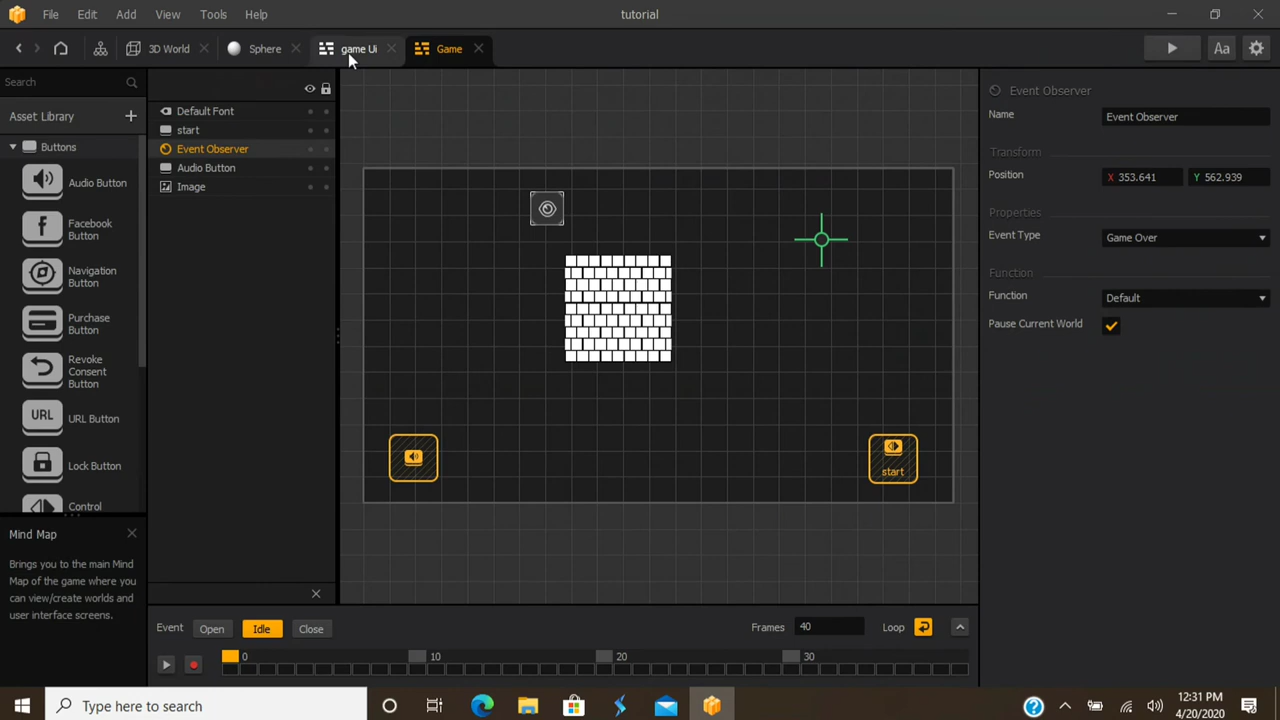 File Edit Add View Tools Help tutorial
3D World Sphere game Ui Game Aa
Search
Asset Library
Buttons
Audio Button
Facebook
Button
Navigation
Button
Purchase
Button
Revoke
Consent
Button
URL
URL Button
Lock Button
Control
Mind Map
Brings you to the main Mind
Map of the game where you
can view/create worlds and
user interface screens.
Default Font
start
Event Observer
Audio Button
Image
start
Event Observer
Name Event Observer
Transform
Position X 353.641 Y 562.939
Properties
Event Type Game Over
Function
Function Default
Pause Current World
Event Open Idle Close Frames 40 Loop
0 10 20 30
Type here to search
12:31 PM
4/20/2020